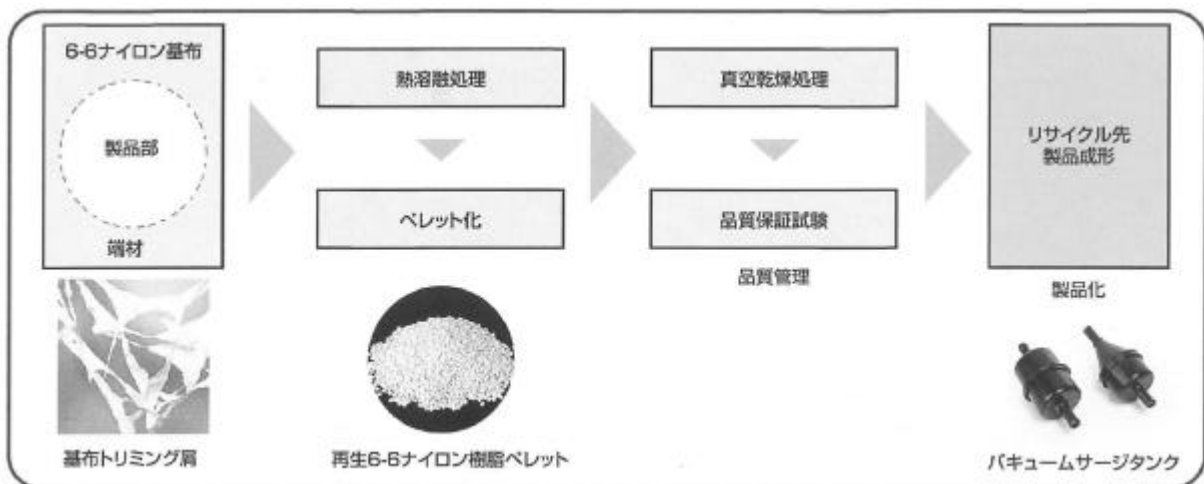 6-6ナイロン基布
製品部
端材
基布トリミング屑
熱溶融処理
ペレット化
再生6-6ナイロン樹脂ペレット
真空乾燥処理
品質保証試験
品質管理
リサイクル先
製品成形
製品化
バキュームサージタンク